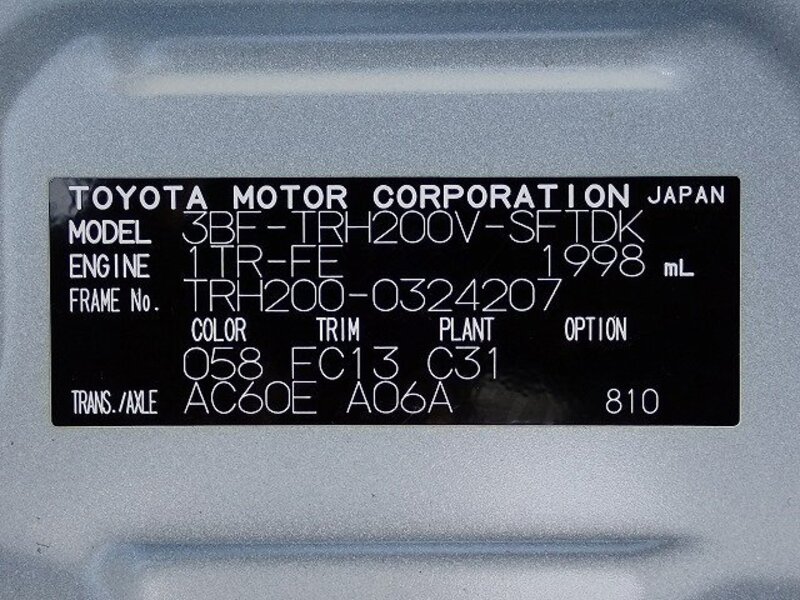 TOYOTA MOTOR CORPORATION JAPAN
MODEL 3BF-TRH200V-SFTDK
ENGINE 1TR-FE 1998 mL
FRAME No. TRH200-0324207
COLOR TRIM PLANT OPTION
058 FC13 C31
TRANS./AXLE AC60E A06A 810